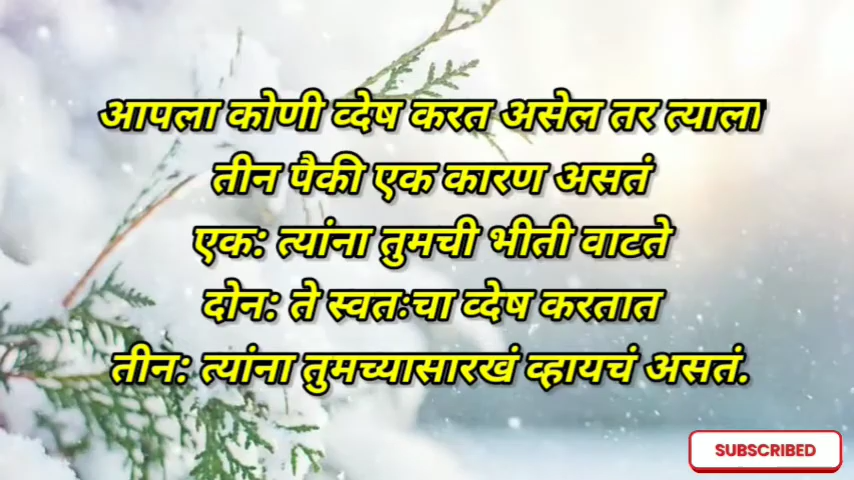 आपला कोणी व्देष करत असेल तर त्याला
तीन पैकी एक कारण असतं
एक: त्यांना तुमची भीती वाटते
दोन: ते स्वतःचा व्देष करतात
तीन: त्यांना तुमच्यासारखं व्हायचं असतं.
SUBSCRIBED